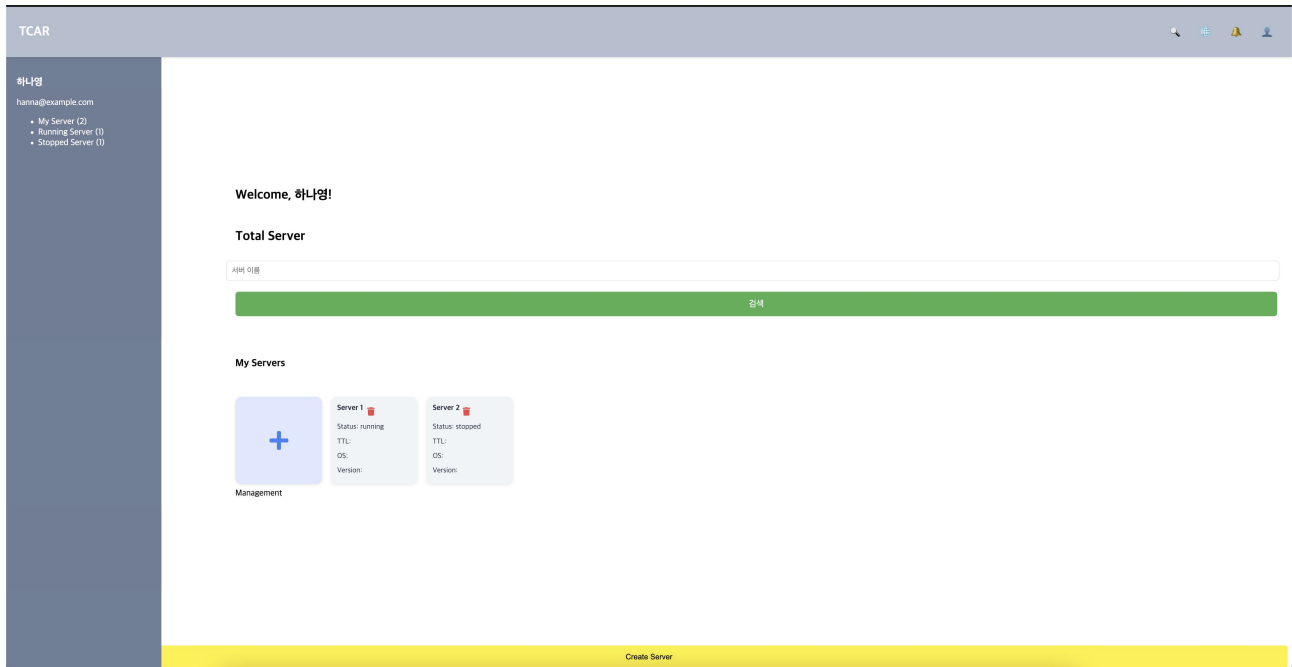 TCAR
하나영
hanna@example.com
My Server (2)
Running Server (1)
Stopped Server (1)
Welcome, 하나영!
Total Server
서버 이름
검색
My Servers
Server 1
Status: running
TTL:
OS:
Version:
Server 2
Status: stopped
TTL:
OS:
Version:
Management
Create Server